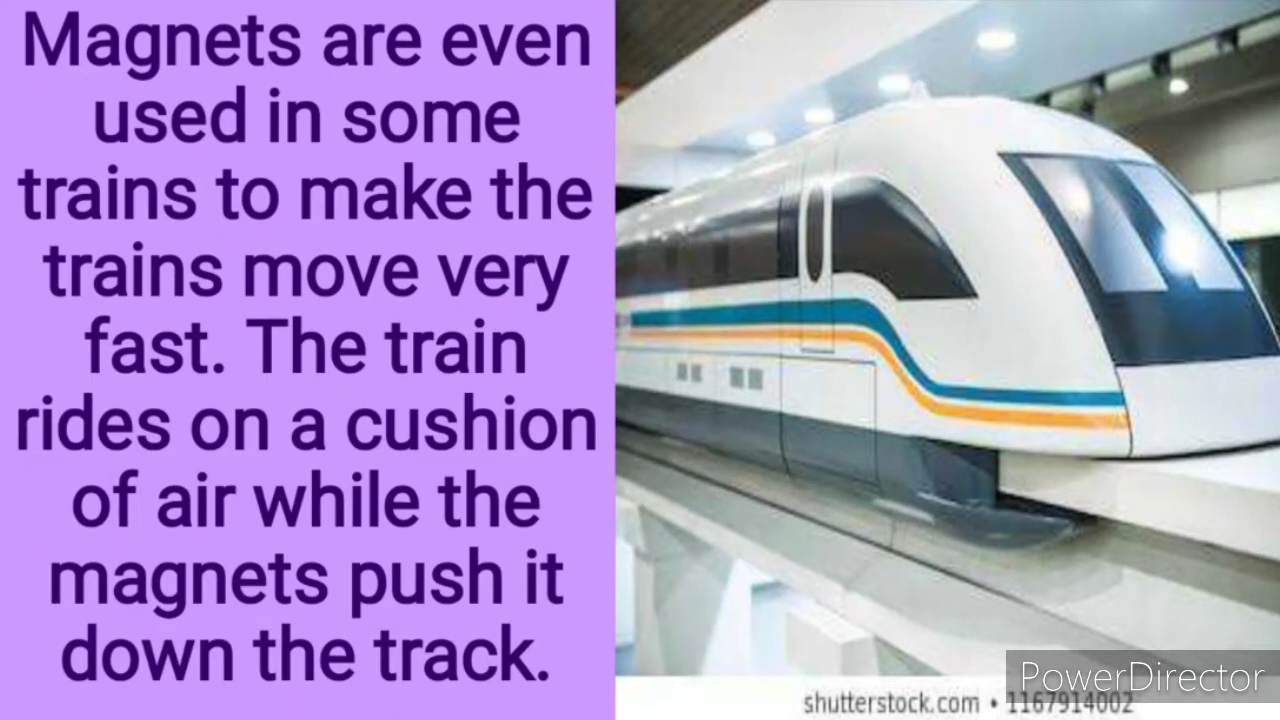 Magnets are even
used in some
trains to make the
trains move very
fast. The train
rides on a cushion
of air while the
magnets push it
down the track.
PowerDirector
shutterstock.com • 1167914002